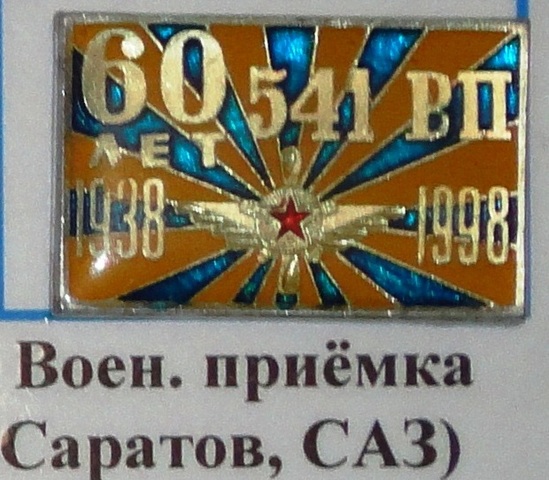 60 541 ВП
ЛЕТ
1938 1998
Воен. приёмка
Саратов, САЗ)